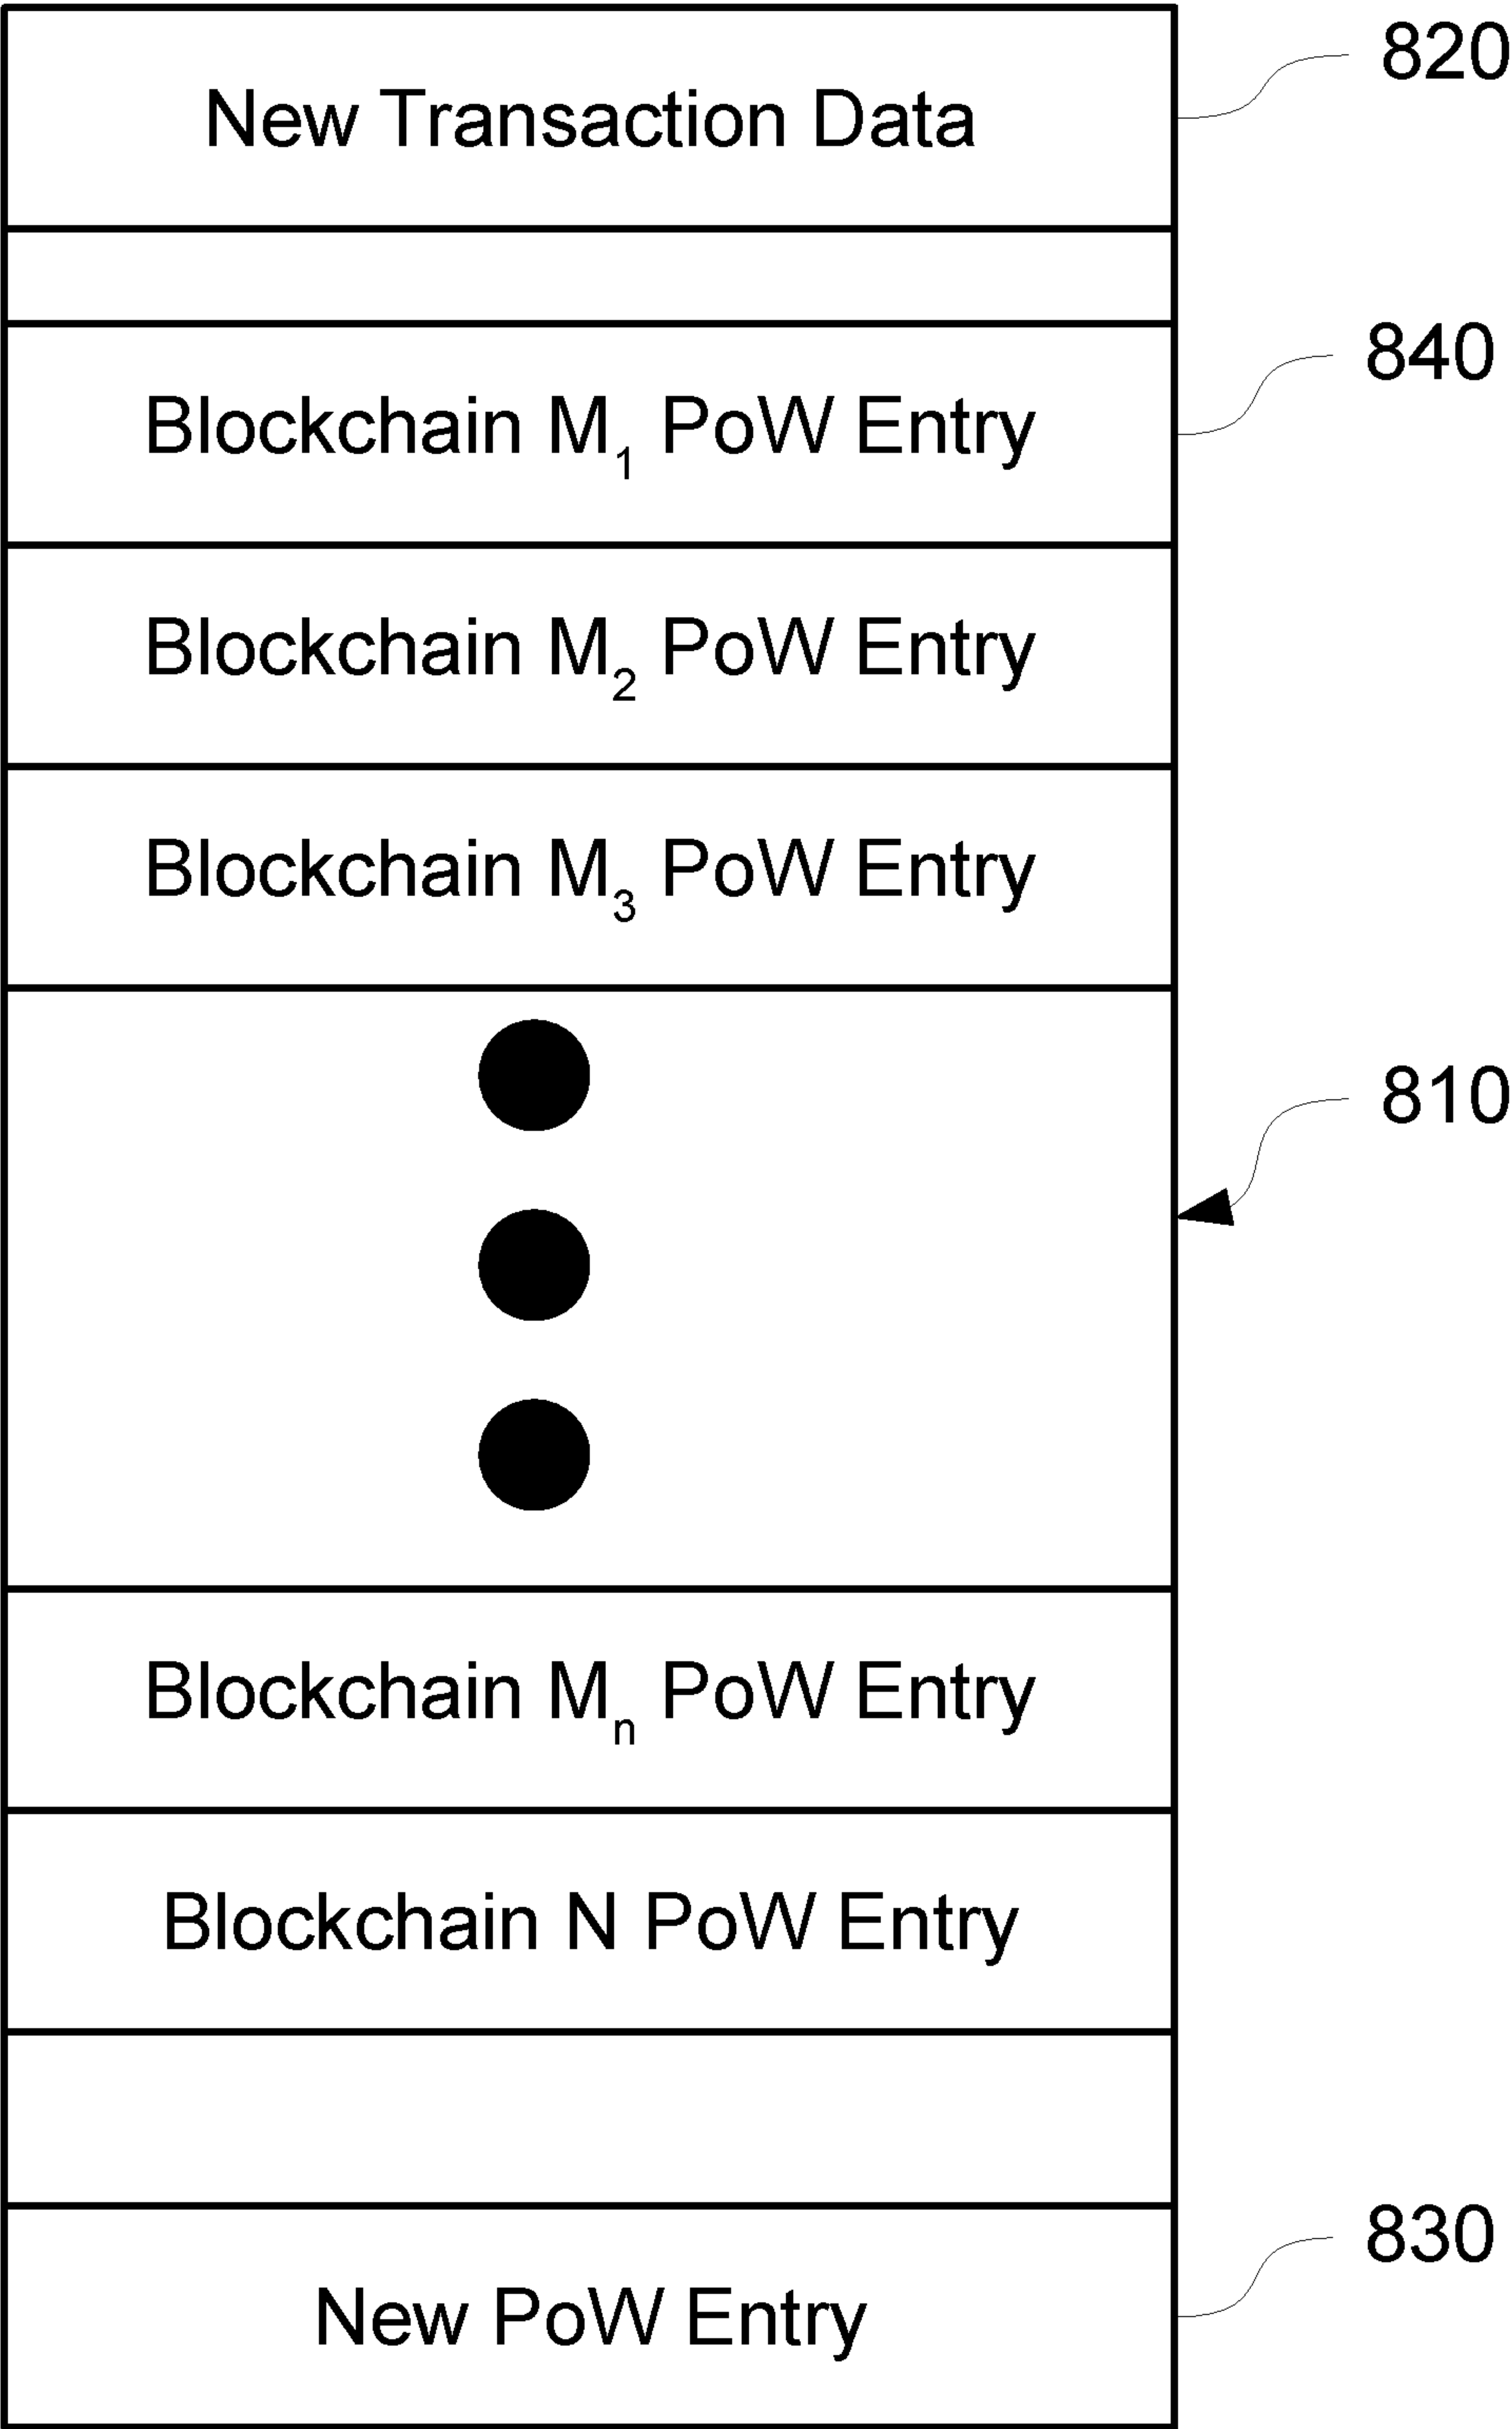 New Transaction Data
820
Blockchain M1 PoW Entry
840
Blockchain M2 PoW Entry
Blockchain M3 PoW Entry
810
Blockchain Mn PoW Entry
Blockchain N PoW Entry
New PoW Entry
830